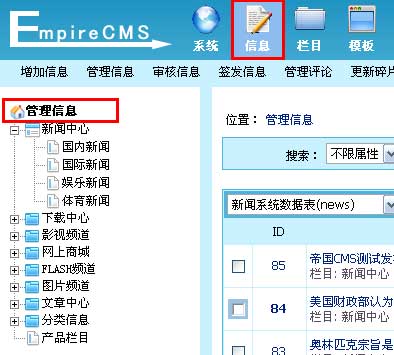 EmpireCMS
系统 信息 栏目 模板
增加信息 管理信息 审核信息 签发信息 管理评论 更新碎片
管理信息
新闻中心
国内新闻
国际新闻
娱乐新闻
体育新闻
下载中心
影视频道
网上商城
FLASH频道
图片频道
文章中心
分类信息
产品栏目
位置： 管理信息
搜索： 不限属性
新闻系统数据表(news)
ID
85 帝国CMS测试发
栏目: 新闻中心
84 美国财政部认为
栏目: 新闻中心
83 奥林匹克宗旨是